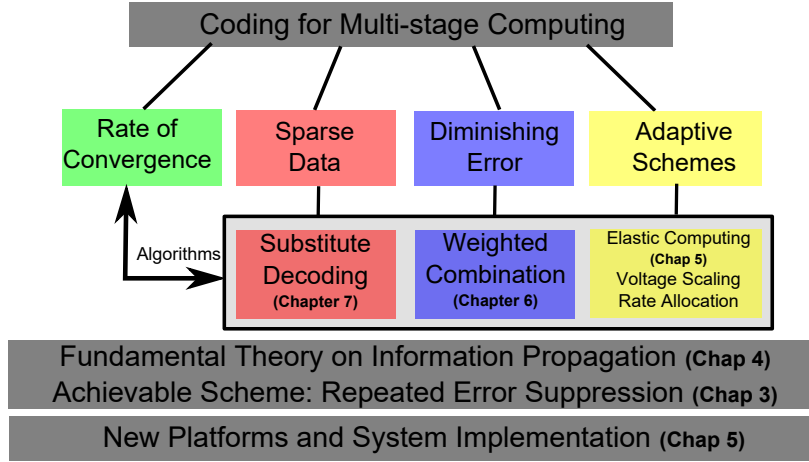 Coding for Multi-stage Computing
Rate of
Convergence
Sparse
Data
Diminishing
Error
Adaptive
Schemes
Algorithms
Substitute
Decoding
(Chapter 7)
Weighted
Combination
(Chapter 6)
Elastic Computing
(Chap 5)
Voltage Scaling
Rate Allocation
Fundamental Theory on Information Propagation (Chap 4)
Achievable Scheme: Repeated Error Suppression (Chap 3)
New Platforms and System Implementation (Chap 5)